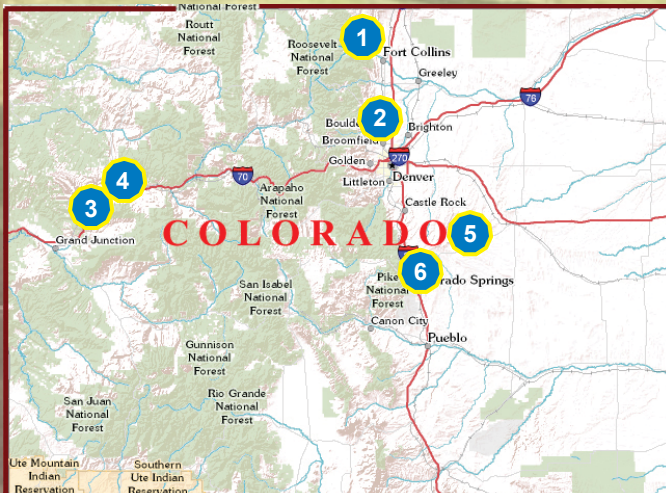 National Forest
Routt
National
Forest
Roosevelt
National
Forest
1
Fort Collins
Greeley
76
2
Boulde
Brighton
Broomfield
270
Golden
Denver
Littleton
70
4
3
Arapaho
National
Forest
Castle Rock
COLORADO
5
Grand Junction
6
Pike
National
Forest
rado Springs
San Isabel
National
Forest
Canon City
Pueblo
Gunnison
National
Forest
San Juan
National
Forest
Rio Grande
National
Forest
Ute Mountain
Indian
Reservation
Southern
Ute Indian
Reservation